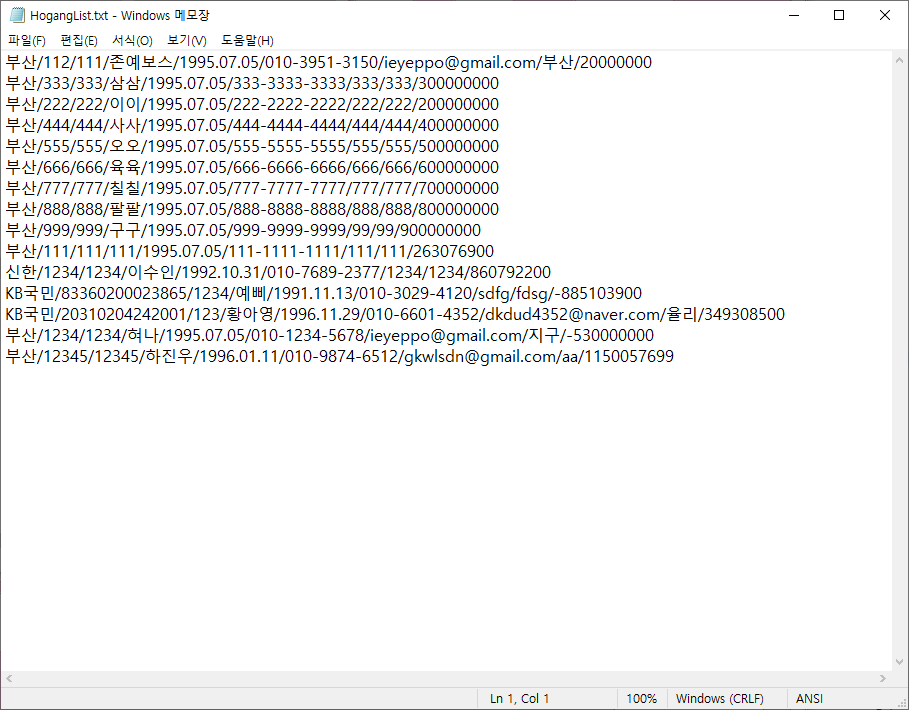 HogangList.txt - Windows 메모장
파일(F) 편집(E) 서식(O) 보기(V) 도움말(H)
부산/112/111/존예보스/1995.07.05/010-3951-3150/ieyeppo@gmail.com/부산/20000000
부산/333/333/삼삼/1995.07.05/333-3333-3333/333/333/300000000
부산/222/222/이이/1995.07.05/222-2222-2222/222/222/200000000
부산/444/444/사사/1995.07.05/444-4444-4444/444/444/400000000
부산/555/555/오오/1995.07.05/555-5555-5555/555/555/500000000
부산/666/666/육육/1995.07.05/666-6666-6666/666/666/600000000
부산/777/777/칠칠/1995.07.05/777-7777-7777/777/777/700000000
부산/888/888/팔팔/1995.07.05/888-8888-8888/888/888/800000000
부산/999/999/구구/1995.07.05/999-9999-9999/99/99/900000000
부산/111/111/111/1995.07.05/111-1111-1111/111/111/263076900
신한/1234/1234/이수인/1992.10.31/010-7689-2377/1234/1234/860792200
KB국민/83360200023865/1234/예삐/1991.11.13/010-3029-4120/sdfg/fdsg/-885103900
KB국민/20310204242001/123/황아영/1996.11.29/010-6601-4352/dkdud4352@naver.com/율리/349308500
부산/1234/1234/혀나/1995.07.05/010-1234-5678/ieyeppo@gmail.com/지구/-530000000
부산/12345/12345/하진우/1996.01.11/010-9874-6512/gkwlsdn@gmail.com/aa/1150057699
Ln 1, Col 1 100% Windows (CRLF) ANSI